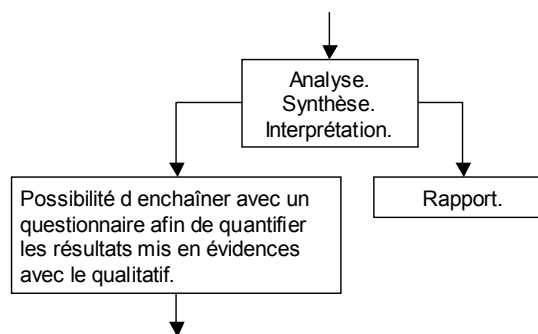 Analyse.
Synthèse.
Interprétation.
Possibilité d enchaîner avec un
questionnaire afin de quantifier
les résultats mis en évidences
avec le qualitatif.
Rapport.